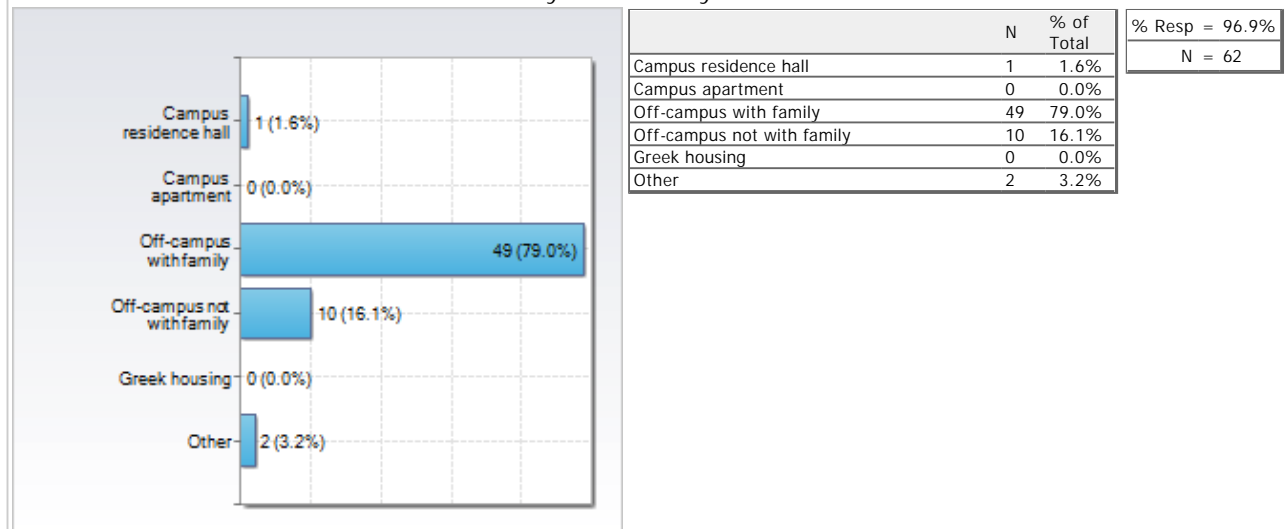 Campus
residence hall
1 (1.6%)
Campus
apartment
0 (0.0%)
Off-campus
with family
49 (79.0%)
Off-campus not
with family
10 (16.1%)
Greek housing
0 (0.0%)
Other
2 (3.2%)
N % of
Total
Campus residence hall 1 1.6%
Campus apartment 0 0.0%
Off-campus with family 49 79.0%
Off-campus not with family 10 16.1%
Greek housing 0 0.0%
Other 2 3.2%
% Resp = 96.9%
N = 62